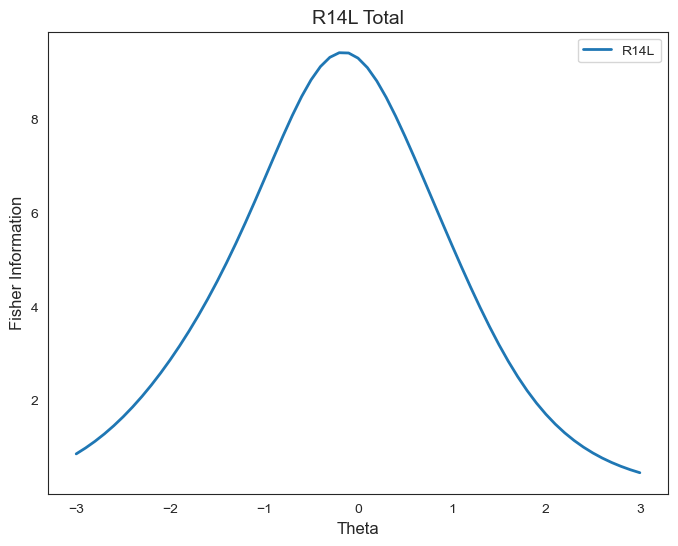 R14L Total
R14L
Fisher Information
8
6
4
2
−3 −2 −1 0 1 2 3
Theta